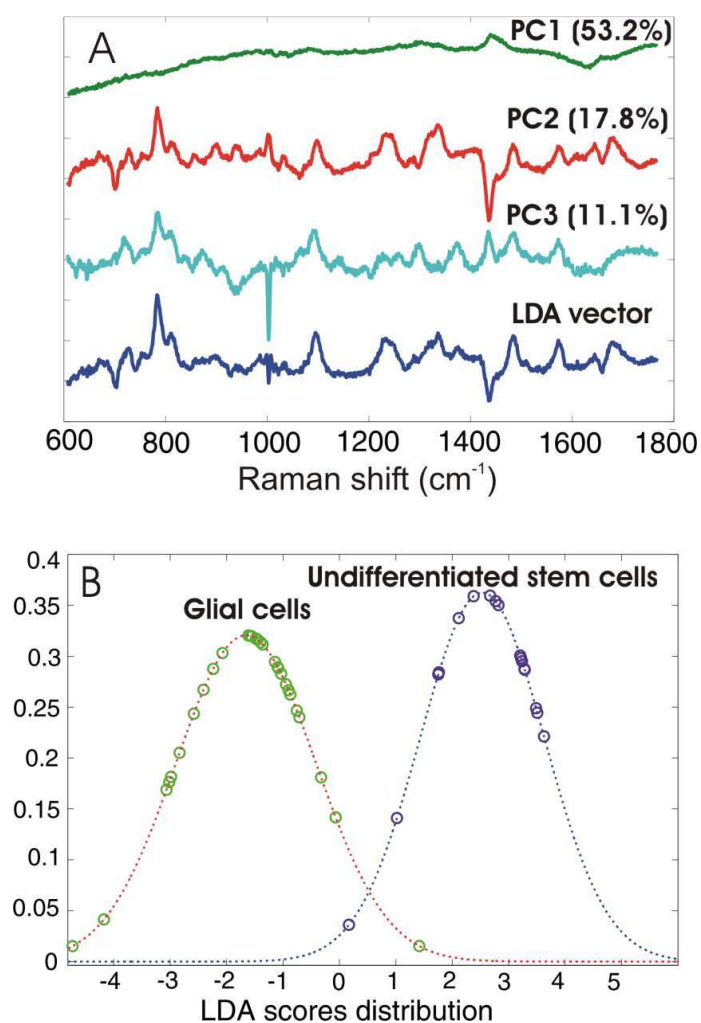 A
PC1 (53.2%)
PC2 (17.8%)
PC3 (11.1%)
LDA vector
600 800 1000 1200 1400 1600 1800
Raman shift (cm⁻¹)
B
Undifferentiated stem cells
Glial cells
0.4
0.35
0.3
0.25
0.2
0.15
0.1
0.05
0
-4 -3 -2 -1 0 1 2 3 4 5
LDA scores distribution